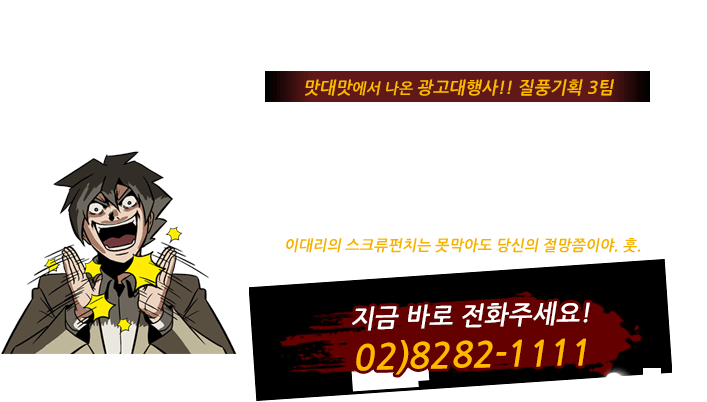 맛대맛에서 나온 광고대행사!! 질풍기획 3팀
이대리의 스크류펀치는 못막아도 당신의 절망쯤이야. 훗.
지금 바로 전화주세요!
02)8282-1111